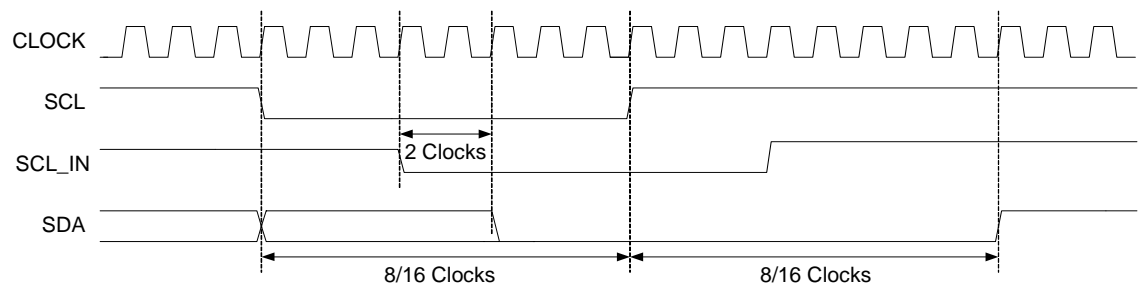 CLOCK
SCL
2 Clocks
SCL_IN
SDA
8/16 Clocks
8/16 Clocks